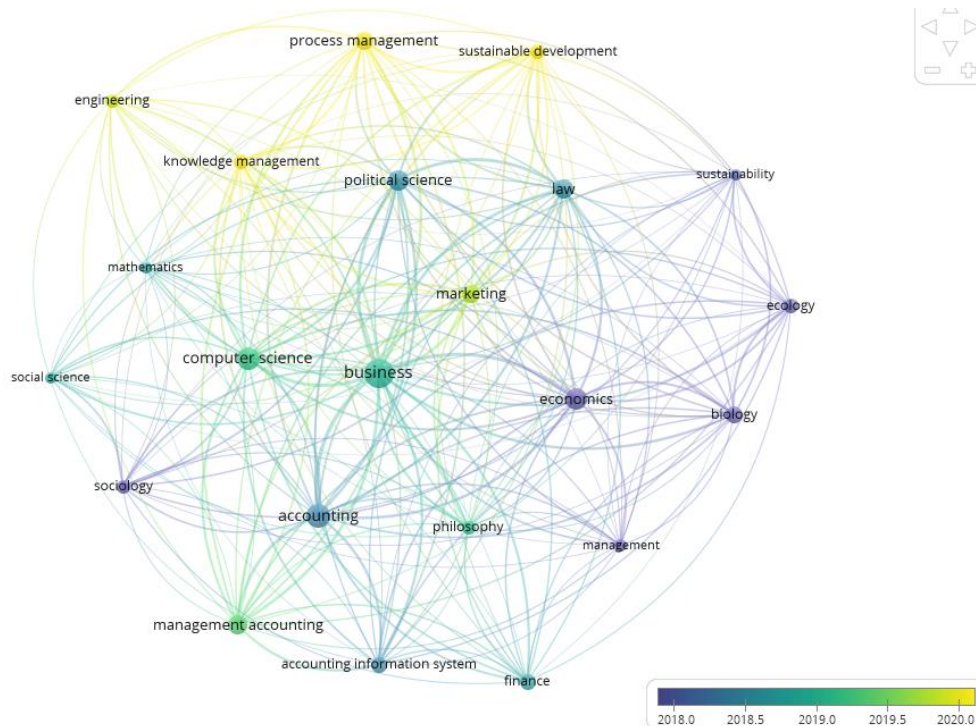 process management
sustainable development
engineering
knowledge management
political science
law
sustainability
mathematics
marketing
ecology
computer science
business
social science
economics
biology
sociology
accounting
philosophy
management
management accounting
accounting information system
finance
2018.0 2018.5 2019.0 2019.5 2020.0